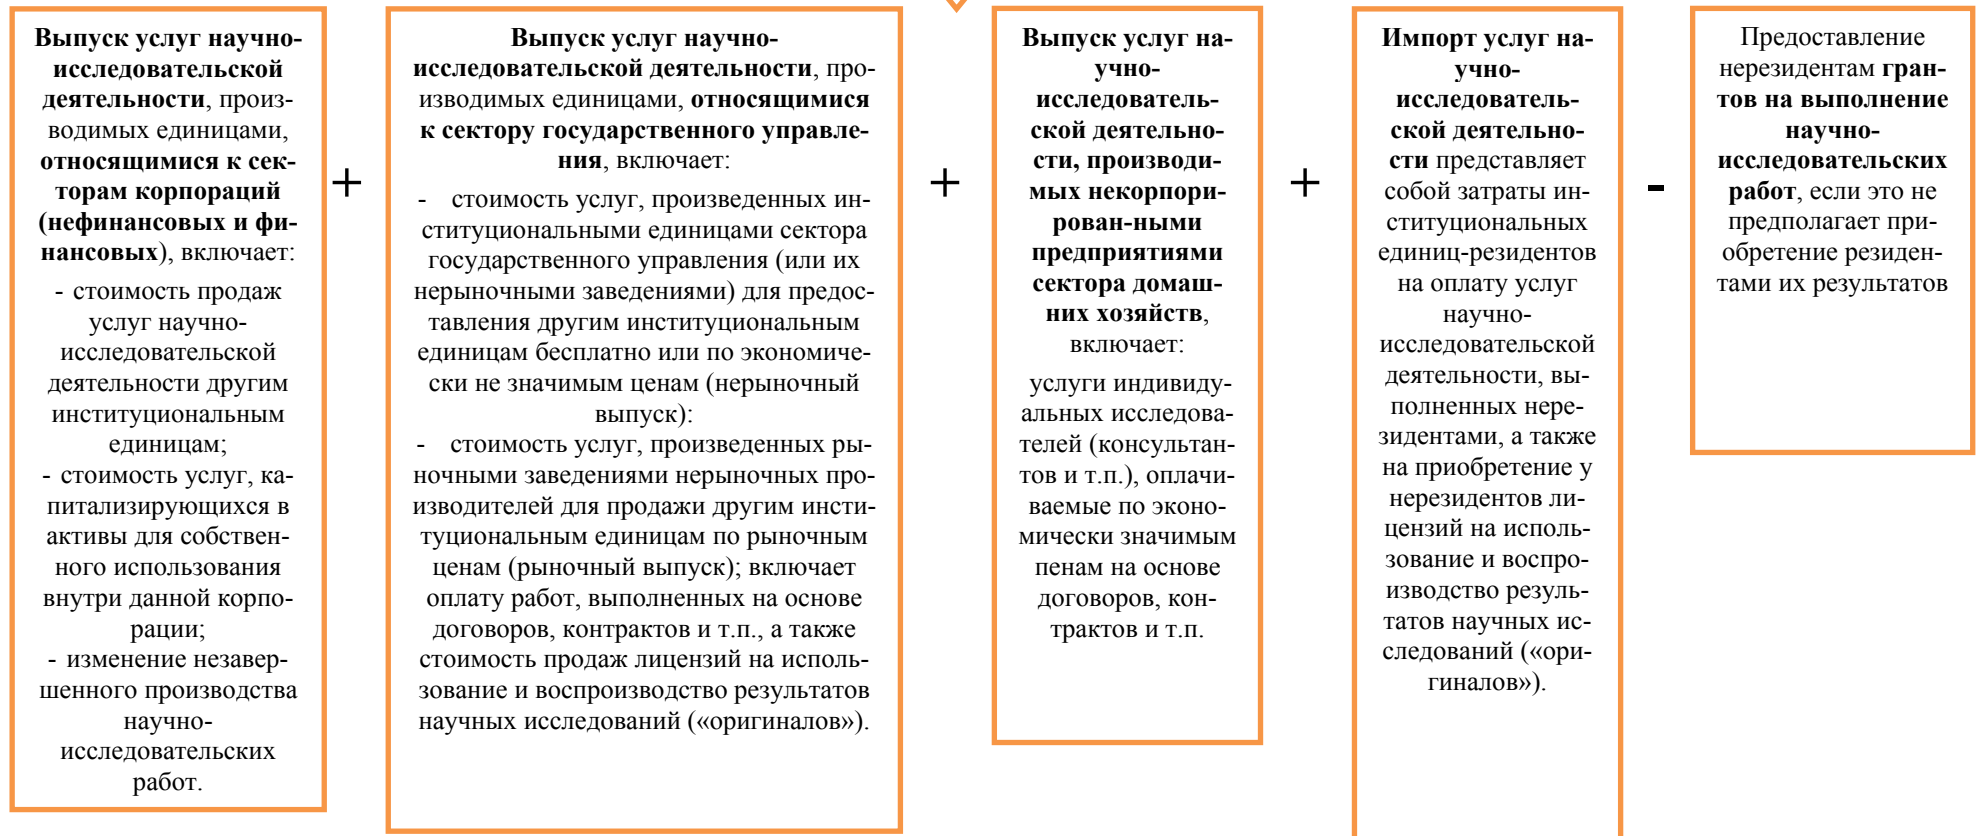 Выпуск услуг научно-
исследовательской
деятельности, произ-
водимых единицами,
относящимися к сек-
торам корпораций
(нефинансовых и фи-
нансовых), включает:
- стоимость продаж
услуг научно-
исследовательской
деятельности другим
институциональным
единицам;
- стоимость услуг, ка-
питализирующихся в
активы для собствен-
ного использования
внутри данной корпо-
рации;
- изменение незавер-
шенного производства
научно-
исследовательских
работ.
+
Выпуск услуг научно-
исследовательской деятельности, про-
изводимых единицами, относящимися
к сектору государственного управле-
ния, включает:
- стоимость услуг, произведенных ин-
ституциональными единицами сектора
государственного управления (или их
нерыночными заведениями) для предос-
тавления другим институциональным
единицам бесплатно или по экономиче-
ски не значимым ценам (нерыночный
выпуск):
- стоимость услуг, произведенных ры-
ночными заведениями нерыночных про-
изводителей для продажи другим инсти-
туциональным единицам по рыночным
ценам (рыночный выпуск); включает
оплату работ, выполненных на основе
договоров, контрактов и т.п., а также
стоимость продаж лицензий на исполь-
зование и воспроизводство результатов
научных исследований («оригиналов»).
+
Выпуск услуг на-
учно-
исследователь-
ской деятельно-
сти, производи-
мых некорпори-
рован-ными
предприятиями
сектора домаш-
них хозяйств,
включает:
услуги индивиду-
альных исследова-
телей (консультан-
тов и т.п.), оплачи-
ваемые по эконо-
мически значимым
пенам на основе
договоров, кон-
трактов и т.п.
+
Импорт услуг на-
учно-
исследователь-
ской деятельно-
сти представляет
собой затраты ин-
ституциональных
единиц-резидентов
на оплату услуг
научно-
исследовательской
деятельности, вы-
полненных нере-
зидентами, а также
на приобретение у
нерезидентов ли-
цензий на исполь-
зование и воспро-
изводство резуль-
татов научных ис-
следований («ори-
гиналов»).
-
Предоставление
нерезидентам гран-
тов на выполнение
научно-
исследовательских
работ, если это не
предполагает при-
обретение резиден-
тами их результатов